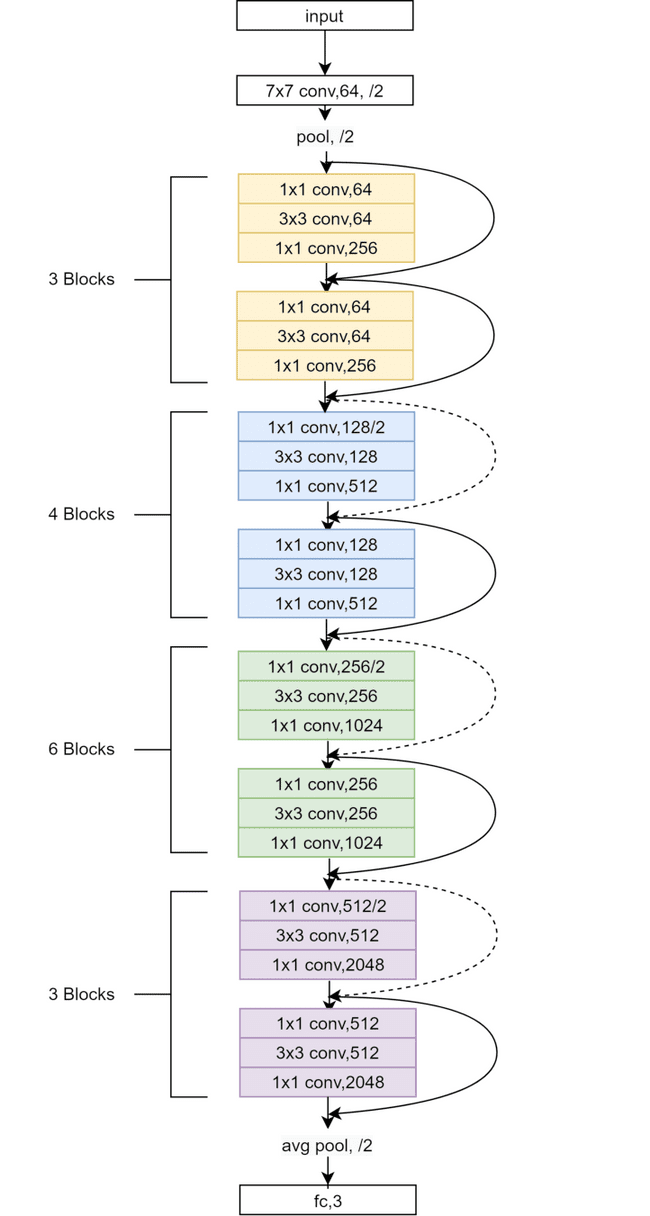 input
7x7 conv,64, /2
pool, /2
1x1 conv,64
3x3 conv,64
1x1 conv,256
3 Blocks
1x1 conv,64
3x3 conv,64
1x1 conv,256
1x1 conv,128/2
3x3 conv,128
1x1 conv,512
4 Blocks
1x1 conv,128
3x3 conv,128
1x1 conv,512
1x1 conv,256/2
3x3 conv,256
1x1 conv,1024
6 Blocks
1x1 conv,256
3x3 conv,256
1x1 conv,1024
1x1 conv,512/2
3x3 conv,512
1x1 conv,2048
3 Blocks
1x1 conv,512
3x3 conv,512
1x1 conv,2048
avg pool, /2
fc,3